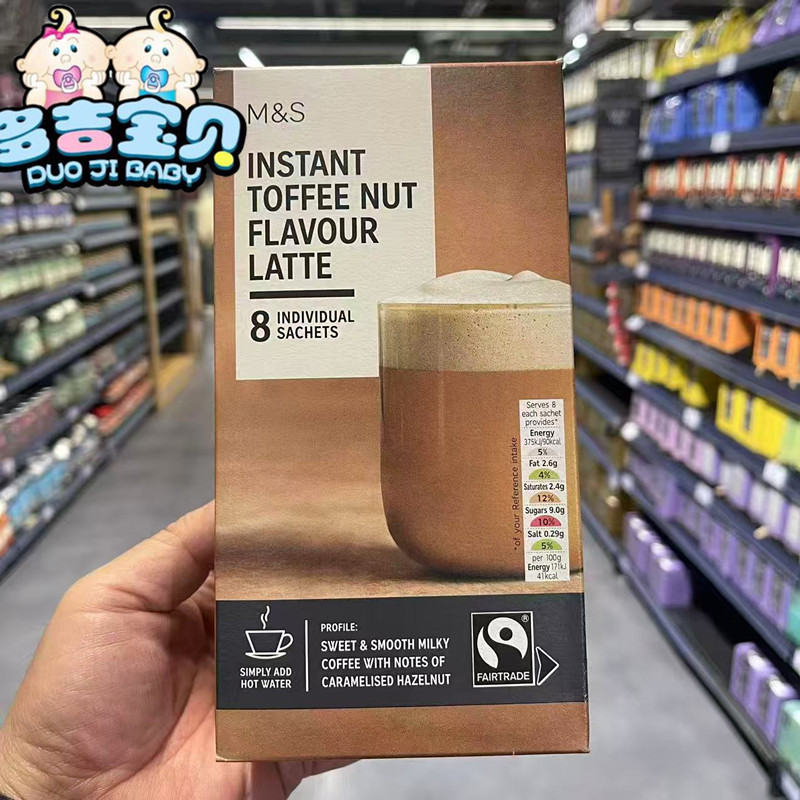 多吉宝贝
DUO JI BABY
M&S
INSTANT
TOFFEE NUT
FLAVOUR
LATTE
8 INDIVIDUAL
SACHETS
Serves 8
each sachet
provides*
Energy
375kJ/90kcal
5%
Fat 2.6g
4%
Saturates 2.4g
12%
Sugars 9.0g
10%
Salt 0.29g
5%
per 100g
Energy 171kJ
41kcal
*of your Reference intake
SIMPLY ADD
HOT WATER
PROFILE:
SWEET & SMOOTH MILKY
COFFEE WITH NOTES OF
CARAMELISED HAZELNUT
®
FAIRTRADE